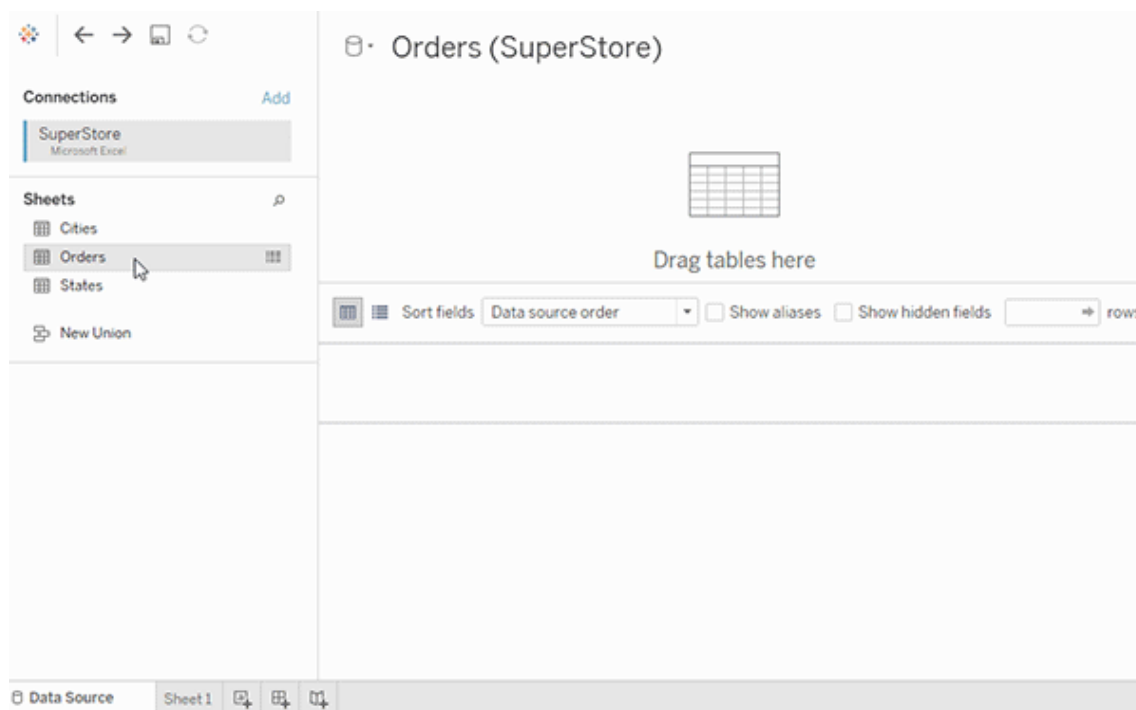 Orders (SuperStore)
Connections
Add
SuperStore
Microsoft Excel
Sheets
Cities
Orders
States
New Union
Drag tables here
Sort fields
Data source order
Show aliases
Show hidden fields
rows
Data Source
Sheet 1